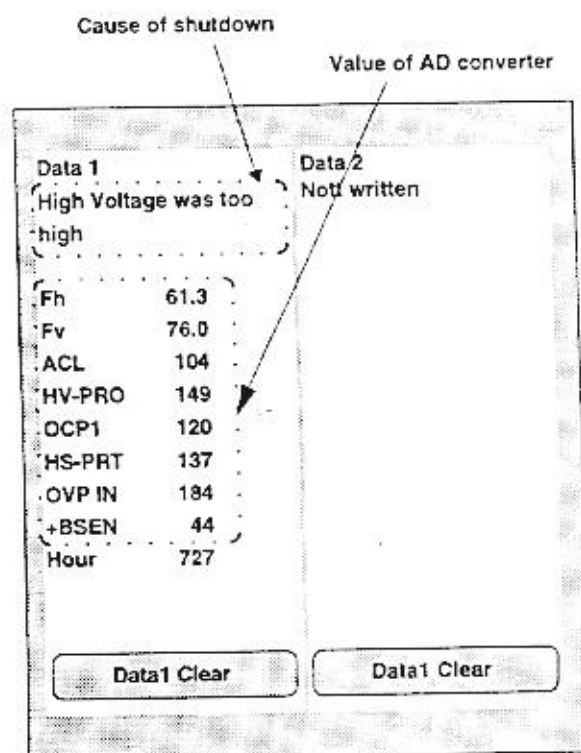 Cause of shutdown
Value of AD converter
Data 1
High Voltage was too
high
Fh 61.3
Fv 76.0
ACL 104
HV-PRO 149
OCP1 120
HS-PRT 137
OVP IN 184
+BSEN 44
Hour 727
Data1 Clear
Data 2
Nott written
Data1 Clear